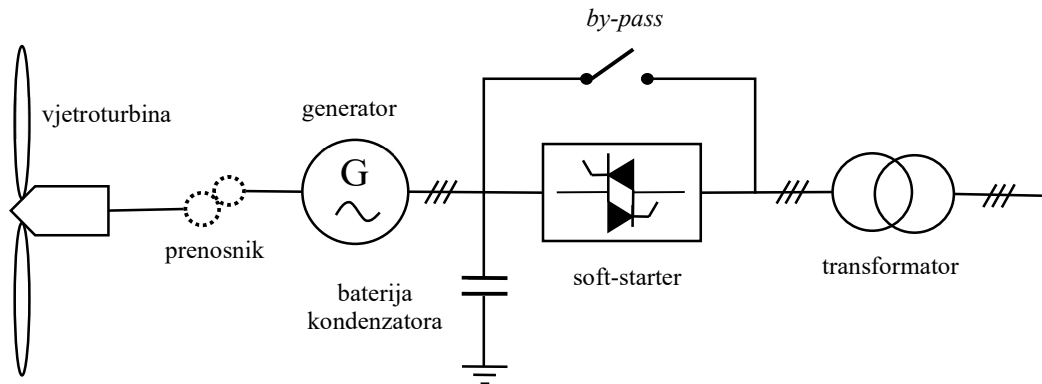 by-pass
vjetroturbina
generator
G
prenosnik
baterija
kondenzatora
soft-starter
transformator